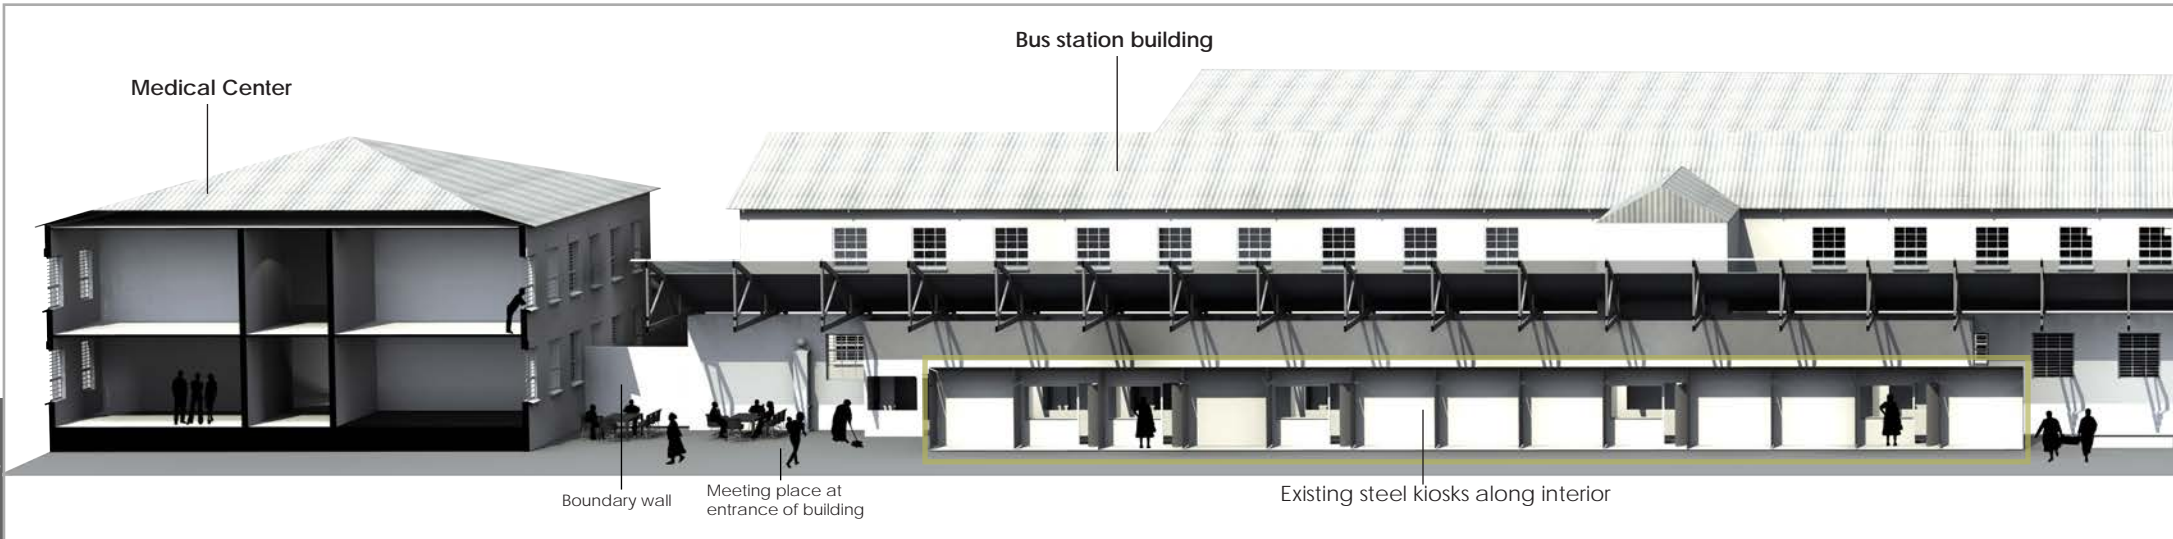 Bus station building
Medical Center
Boundary wall
Meeting place at
entrance of building
Existing steel kiosks along interior